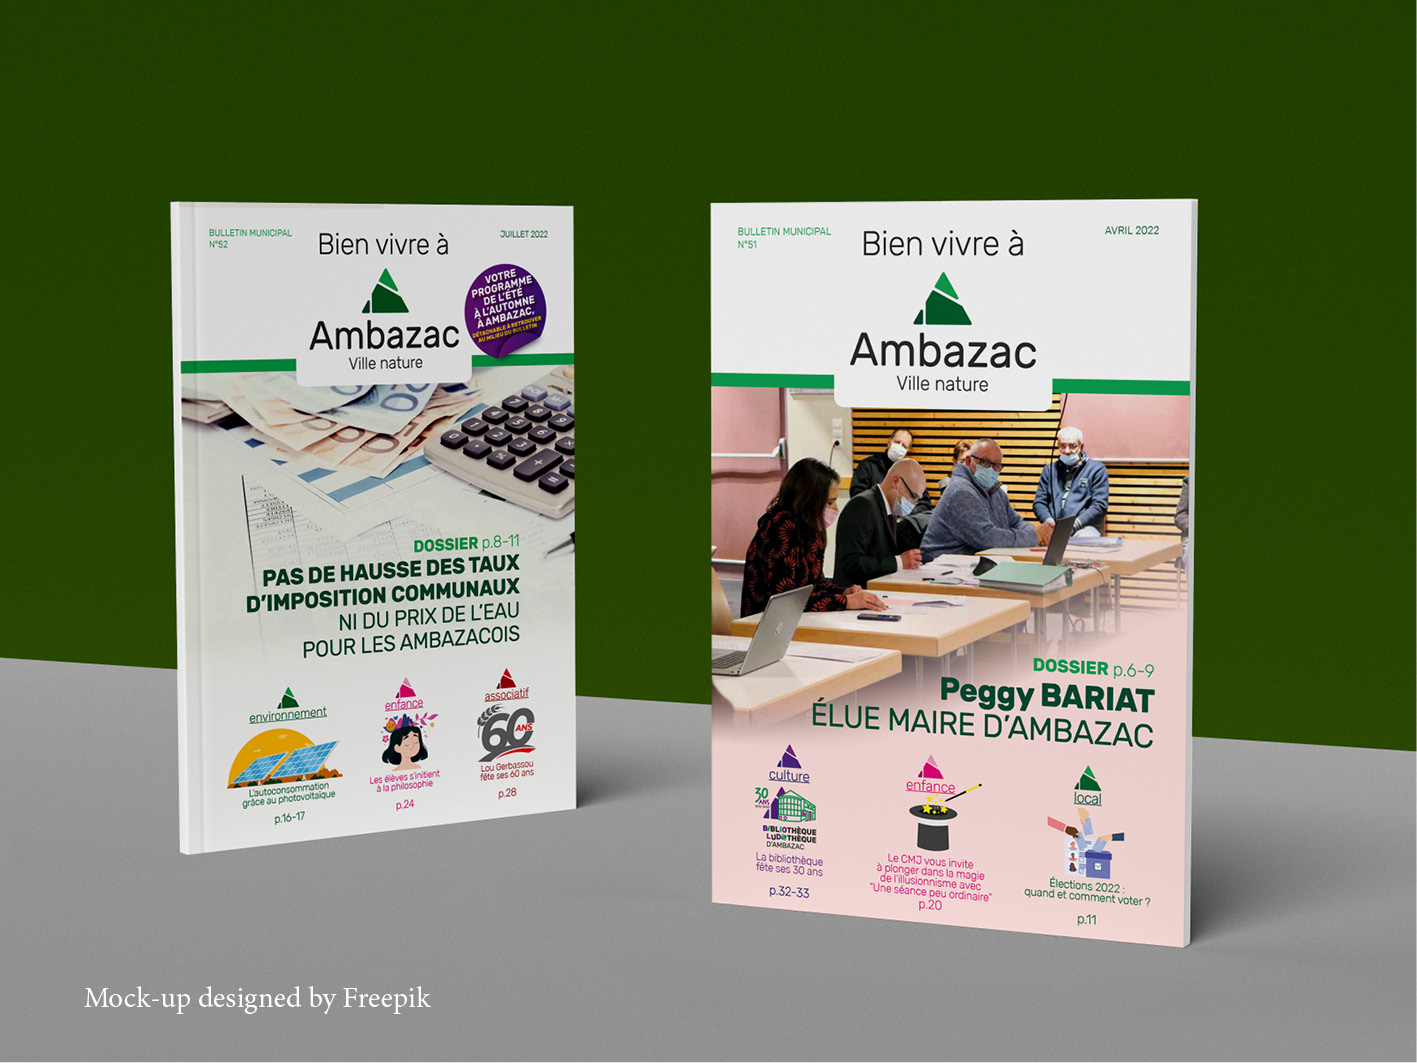 BULLETIN MUNICIPAL
N°52
Bien vivre à
JUILLET 2022
Ambazac
Ville nature
VOTRE
PROGRAMME
DE L'ÉTÉ
À L'AUTOMNE
À AMBAZAC,
DÉTACHABLE À RETROUVER
AU MILIEU DU BULLETIN
DOSSIER p.8-11
PAS DE HAUSSE DES TAUX
D'IMPOSITION COMMUNAUX
NI DU PRIX DE L'EAU
POUR LES AMBAZACOIS
environnement
L'autoconsommation
grâce au photovoltaïque
p.16-17
enfance
Les élèves s'initient
à la philosophie
p.24
associatif
60 ANS
Lou Gerbassou
fête ses 60 ans
p.28
BULLETIN MUNICIPAL
N°51
Bien vivre à
AVRIL 2022
Ambazac
Ville nature
DOSSIER p.6-9
Peggy BARIAT
ÉLUE MAIRE D'AMBAZAC
culture
30
ANS
BIBLIOTHÈQUE
LUDOTHÈQUE
D'AMBAZAC
La bibliothèque
fête ses 30 ans
p.32-33
enfance
Le CMJ vous invite
à plonger dans la magie
de l'illusionnisme avec
"Une séance peu ordinaire"
p.20
local
Élections 2022 :
quand et comment voter ?
p.11
Mock-up designed by Freepik